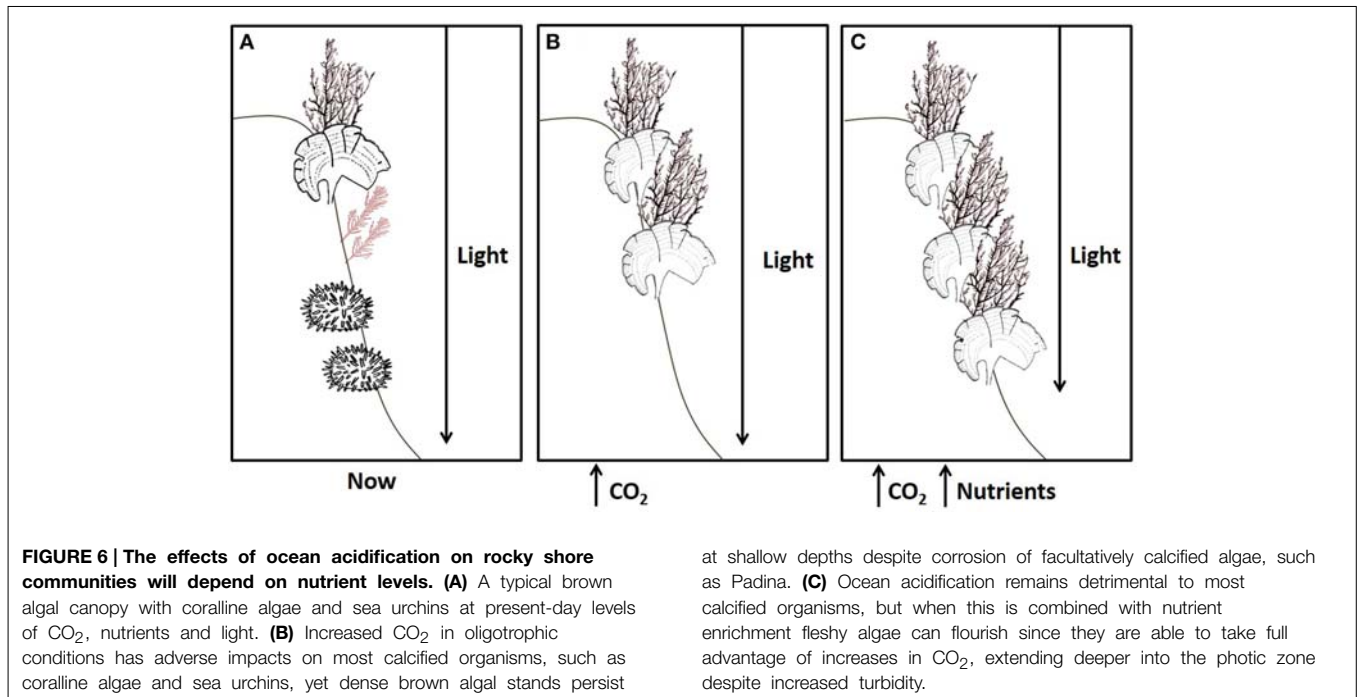 A
Light
Now
B
Light
↑ CO₂
C
Light
↑ CO₂ ↑ Nutrients
FIGURE 6 | The effects of ocean acidification on rocky shore
communities will depend on nutrient levels. (A) A typical brown
algal canopy with coralline algae and sea urchins at present-day levels
of CO₂, nutrients and light. (B) Increased CO₂ in oligotrophic
conditions has adverse impacts on most calcified organisms, such as
coralline algae and sea urchins, yet dense brown algal stands persist
at shallow depths despite corrosion of facultatively calcified algae, such
as Padina. (C) Ocean acidification remains detrimental to most
calcified organisms, but when this is combined with nutrient
enrichment fleshy algae can flourish since they are able to take full
advantage of increases in CO₂, extending deeper into the photic zone
despite increased turbidity.